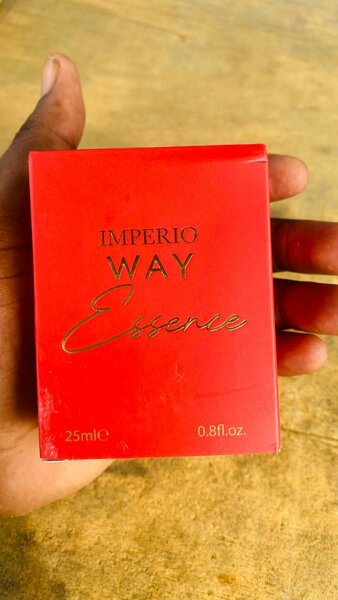 IMPERIO
WAY
Essence
25ml℮ 0.8fl.oz.